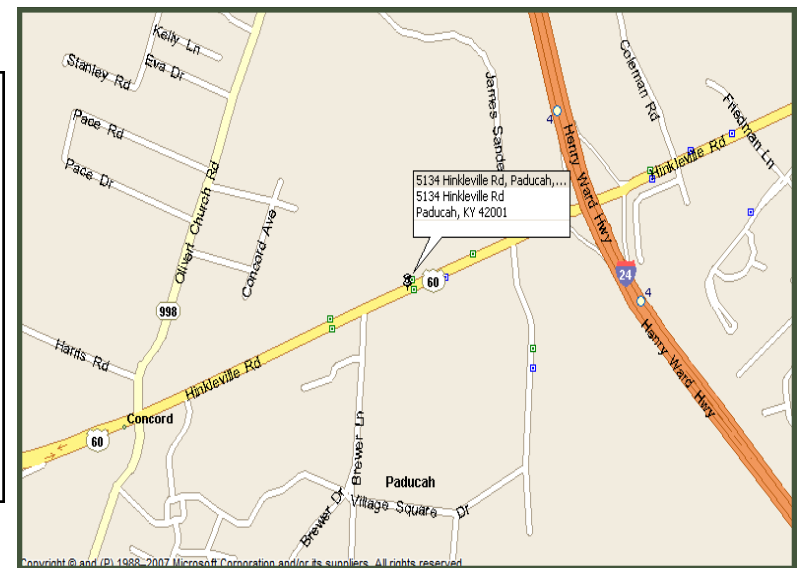 Kelly Ln
Stanley Rd
Eva Dr
Pace Rd
Pace Dr
Olivert Church Rd
Concord Ave
998
Harris Rd
Hinkleville Rd
Concord
60
James Sande
4
Henry Ward Hwy
Coleman Rd
Friedman Ln
Hinkleville Rd
5134 Hinkleville Rd, Paducah,...
5134 Hinkleville Rd
Paducah, KY 42001
60
24
4
Henry Ward Hwy
Brewer Ln
Paducah
Brewer Dr
Village Square Dr
Copyright © and (P) 1988–2007 Microsoft Corporation and/or its suppliers. All rights reserved.